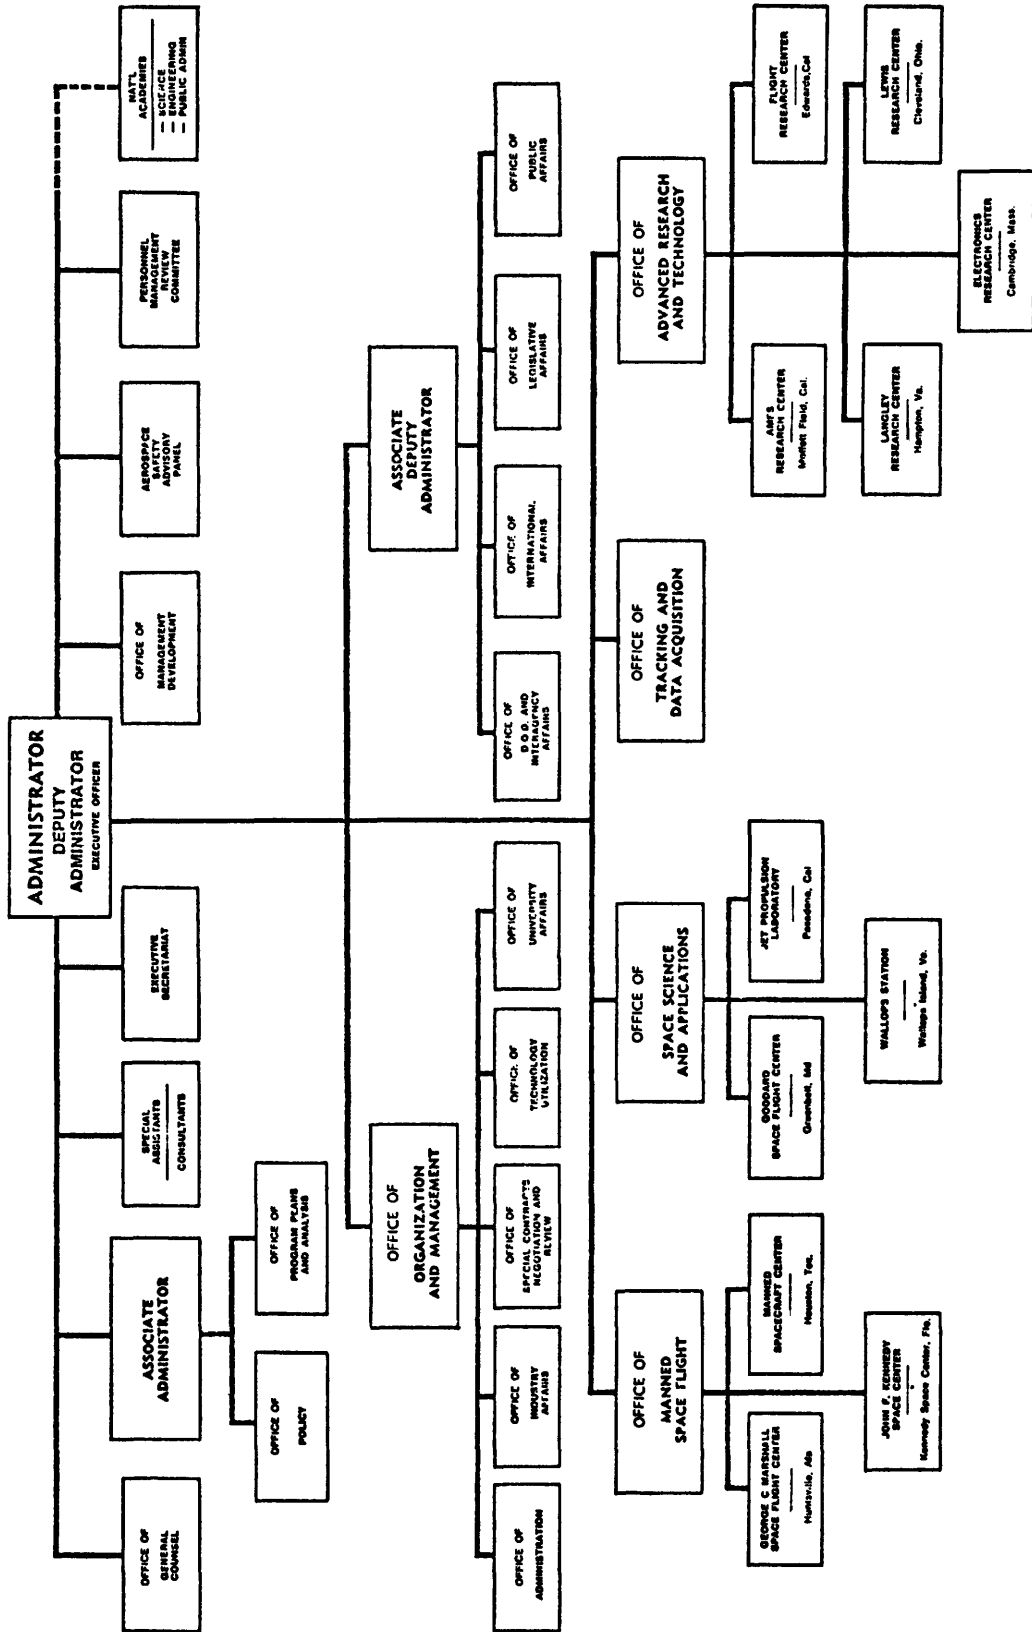 ADMINISTRATOR
DEPUTY
ADMINISTRATOR
EXECUTIVE OFFICER
OFFICE OF
GENERAL
COUNSEL
ASSOCIATE
ADMINISTRATOR
SPECIAL
ASSISTANTS
CONSULTANTS
EXECUTIVE
SECRETARIAT
OFFICE OF
MANAGEMENT
DEVELOPMENT
AEROSPACE
SAFETY
ADVISORY
PANEL
PERSONNEL
MANAGEMENT
REVIEW
COMMITTEE
NAT'L
ACADEMIES
— SCIENCE
— ENGINEERING
— PUBLIC ADMIN
OFFICE OF
POLICY
OFFICE OF
PROGRAM PLANS
AND ANALYSIS
OFFICE OF
ORGANIZATION
AND MANAGEMENT
ASSOCIATE
DEPUTY
ADMINISTRATOR
OFFICE OF
ADMINISTRATION
OFFICE OF
INDUSTRY
AFFAIRS
OFFICE OF
SPECIAL CONTRACTS
NEGOTIATION AND
REVIEW
OFFICE OF
TECHNOLOGY
UTILIZATION
OFFICE OF
UNIVERSITY
AFFAIRS
OFFICE OF
D.O.D. AND
INTERAGENCY
AFFAIRS
OFFICE OF
INTERNATIONAL
AFFAIRS
OFFICE OF
LEGISLATIVE
AFFAIRS
OFFICE OF
PUBLIC
AFFAIRS
OFFICE OF
MANNED
SPACE FLIGHT
OFFICE OF
SPACE SCIENCE
AND APPLICATIONS
OFFICE OF
TRACKING AND
DATA ACQUISITION
OFFICE OF
ADVANCED RESEARCH
AND TECHNOLOGY
GEORGE C MARSHALL
SPACE FLIGHT CENTER
Huntsville, Ala
MANNED
SPACECRAFT CENTER
Houston, Tex.
JOHN F. KENNEDY
SPACE CENTER
Kennedy Space Center, Fla.
GODDARD
SPACE FLIGHT CENTER
Greenbelt, Md
JET PROPULSION
LABORATORY
Pasadena, Cal
WALLOPS STATION
Wallops Island, Va.
AMES
RESEARCH CENTER
Moffett Field, Cal.
FLIGHT
RESEARCH CENTER
Edwards, Cal
LANGLEY
RESEARCH CENTER
Hampton, Va.
LEWIS
RESEARCH CENTER
Cleveland, Ohio.
ELECTRONICS
RESEARCH CENTER
Cambridge, Mass.